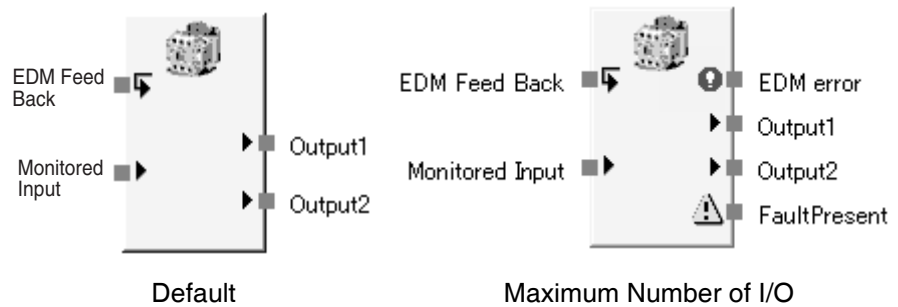 EDM Feed
Back
Monitored
Input
Output1
Output2
Default
EDM Feed Back
Monitored Input
EDM error
Output1
Output2
FaultPresent
Maximum Number of I/O